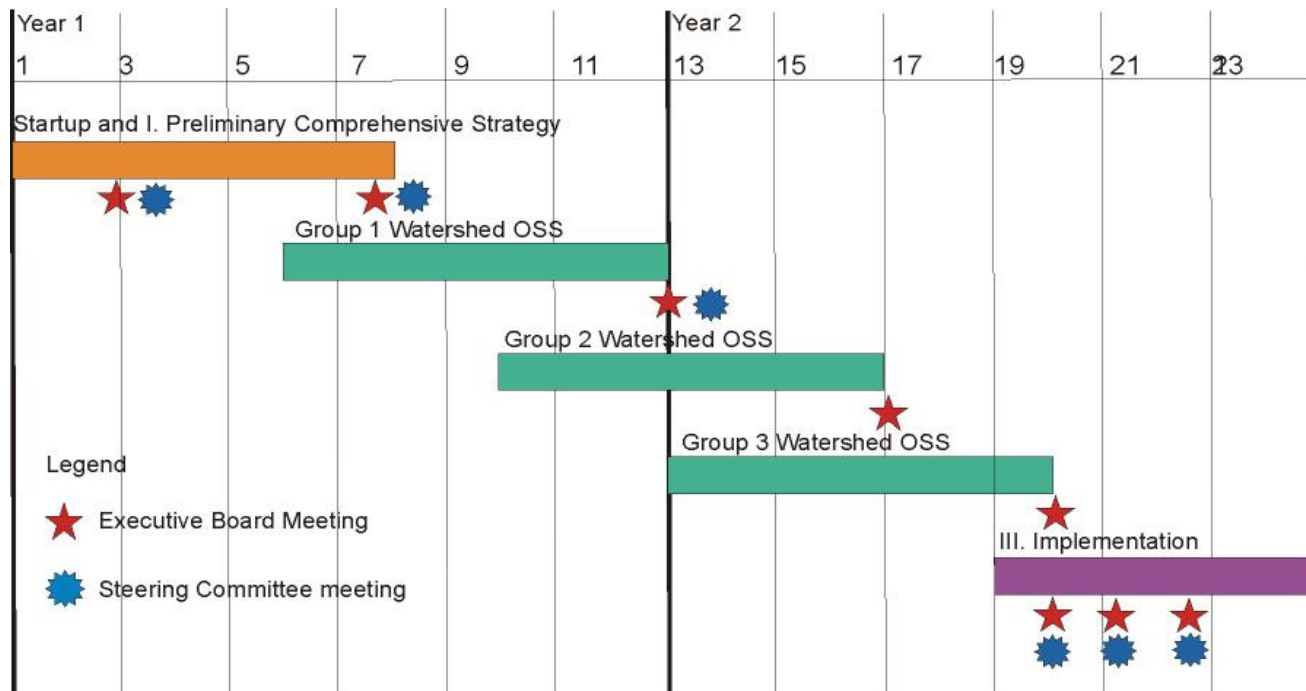 Year 1 Year 2
1 3 5 7 9 11 13 15 17 19 21 23
Startup and I. Preliminary Comprehensive Strategy
Group 1 Watershed OSS
Group 2 Watershed OSS
Group 3 Watershed OSS
Legend
Executive Board Meeting
III. Implementation
Steering Committee meeting